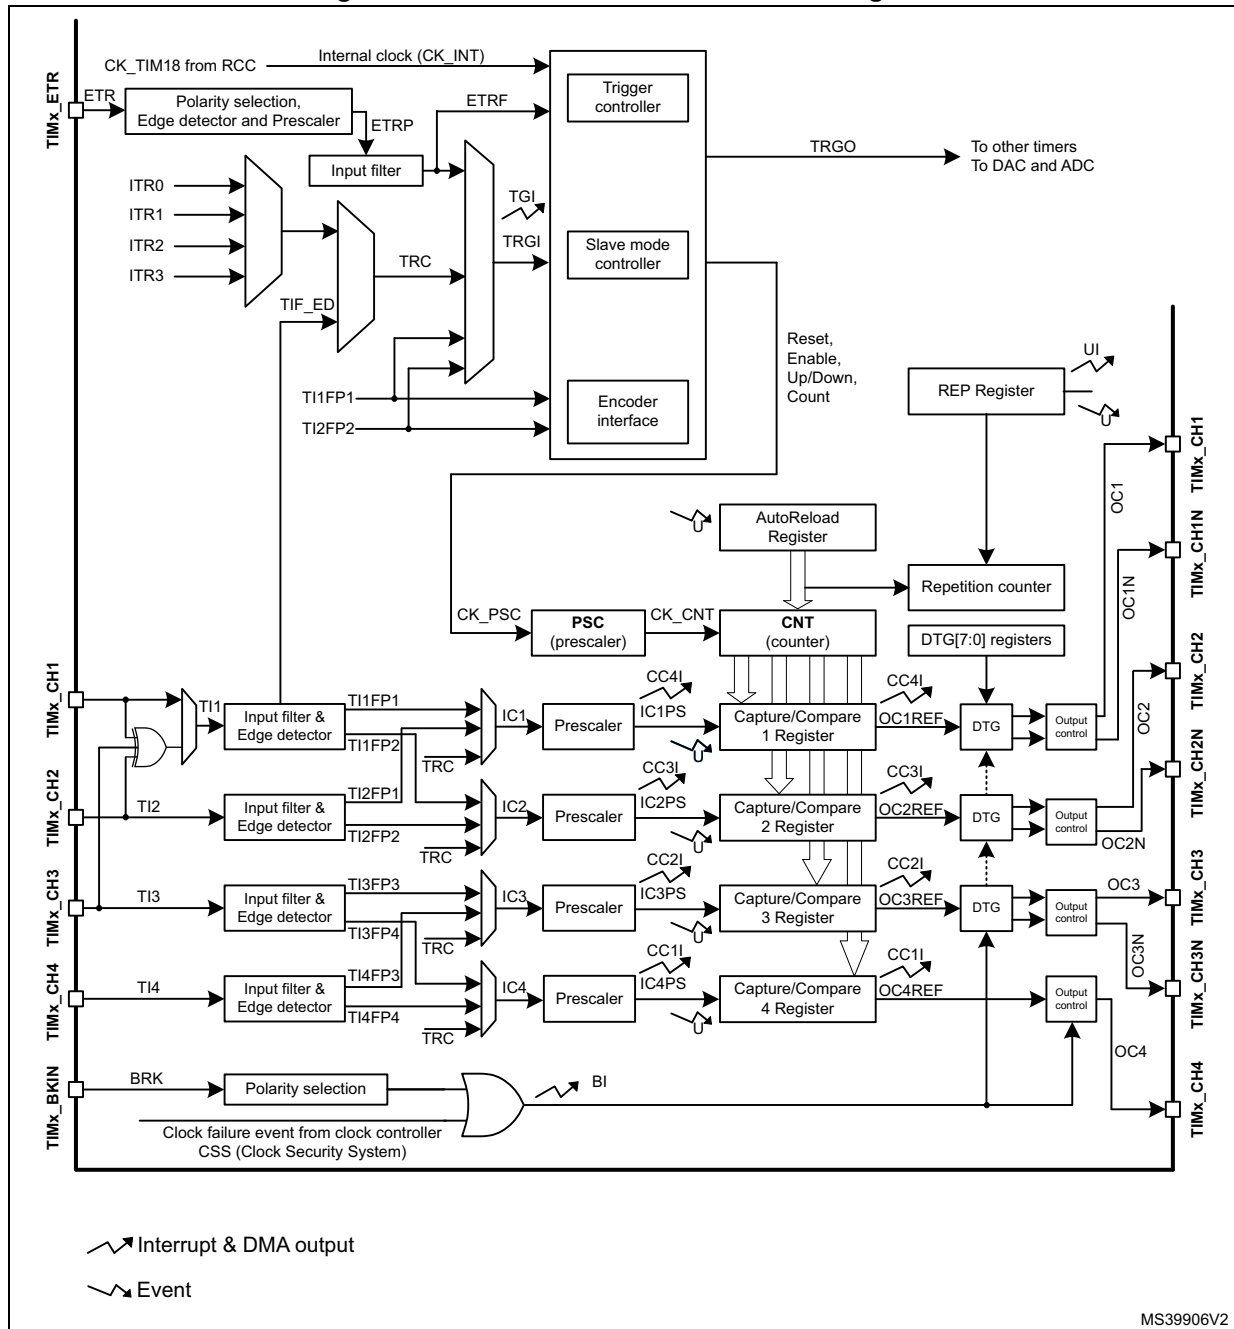 Internal clock (CK_INT)
CK_TIM18 from RCC
TIMx_ETR
ETR
Polarity selection,
Edge detector and Prescaler
ETRP
ETRF
Input filter
Trigger
controller
TRGO
To other timers
To DAC and ADC
ITR0
ITR1
ITR2
ITR3
TGI
TRGI
TRC
TIF_ED
Slave mode
controller
Reset,
Enable,
Up/Down,
Count
TI1FP1
TI2FP2
Encoder
interface
REP Register
UI
U
AutoReload
Register
U
Repetition counter
CK_PSC
PSC
(prescaler)
CK_CNT
CNT
(counter)
DTG[7:0] registers
TIMx_CH1
TI1
Input filter &
Edge detector
TI1FP1
TI1FP2
TRC
IC1
Prescaler
CC4I
IC1PS
U
Capture/Compare
1 Register
CC4I
OC1REF
DTG
Output
control
OC1
TIMx_CH1
OC1N
TIMx_CH1N
TIMx_CH2
TI2
Input filter &
Edge detector
TI2FP1
TI2FP2
TRC
IC2
Prescaler
CC3I
IC2PS
U
Capture/Compare
2 Register
CC3I
OC2REF
DTG
Output
control
OC2
TIMx_CH2
OC2N
TIMx_CH2N
TIMx_CH3
TI3
Input filter &
Edge detector
TI3FP3
TI3FP4
TRC
IC3
Prescaler
CC2I
IC3PS
U
Capture/Compare
3 Register
CC2I
OC3REF
DTG
Output
control
OC3
TIMx_CH3
OC3N
TIMx_CH3N
TIMx_CH4
TI4
Input filter &
Edge detector
TI4FP3
TI4FP4
TRC
IC4
Prescaler
CC1I
IC4PS
U
Capture/Compare
4 Register
CC1I
OC4REF
Output
control
OC4
TIMx_CH4
TIMx_BKIN
BRK
Polarity selection
BI
Clock failure event from clock controller
CSS (Clock Security System)
Interrupt & DMA output
Event
MS39906V2